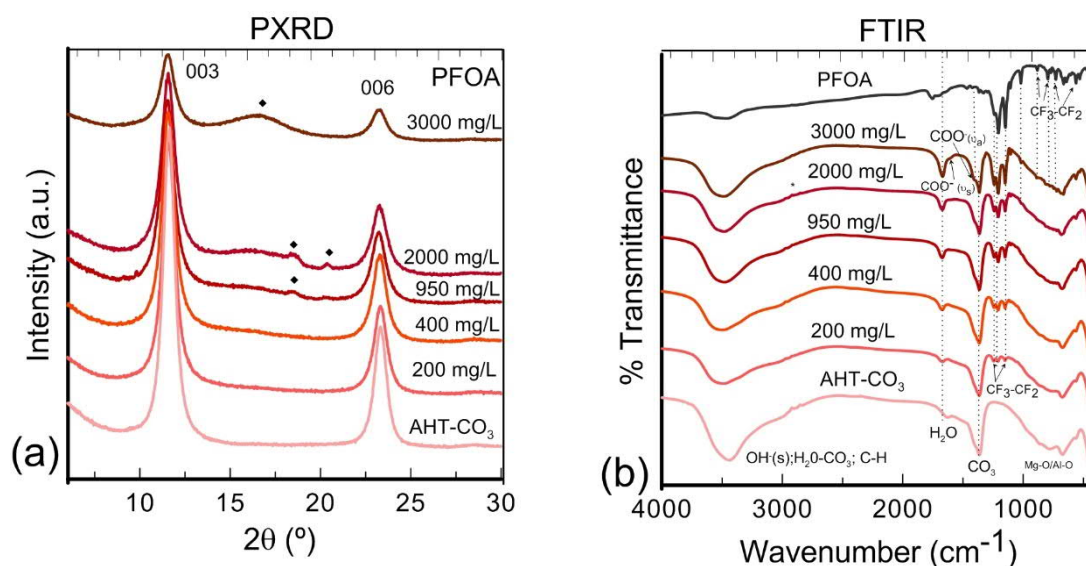 PXRD
003
006
PFOA
3000 mg/L
2000 mg/L
950 mg/L
400 mg/L
200 mg/L
AHT-CO₃
Intensity (a.u.)
(a)
10 15 20 25 30
2θ (º)
FTIR
PFOA
CF₃-CF₂
3000 mg/L
COO⁻(υₐ)
2000 mg/L
COO⁻ (υₛ)
*
950 mg/L
400 mg/L
200 mg/L
CF₃-CF₂
AHT-CO₃
H₂O
OH⁻(s);H₂0-CO₃; C-H
CO₃
Mg-O/Al-O
% Transmittance
(b)
4000 3000 2000 1000
Wavenumber (cm⁻¹)